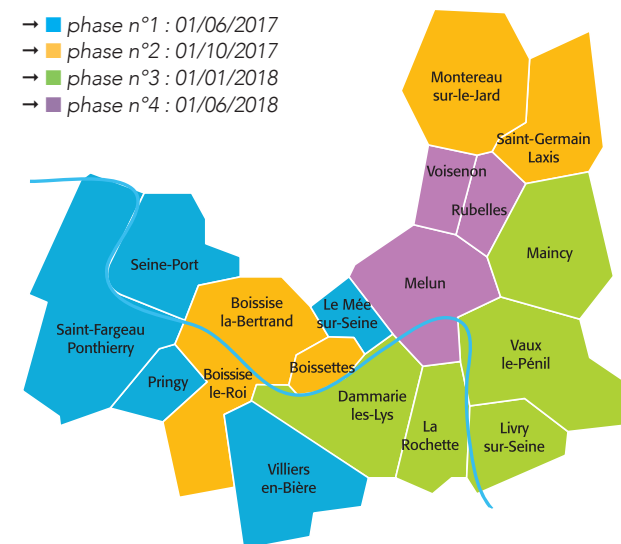 → phase n°1 : 01/06/2017
→ phase n°2 : 01/10/2017
→ phase n°3 : 01/01/2018
→ phase n°4 : 01/06/2018
Montereau
sur-le-Jard
Saint-Germain
Laxis
Voisenon
Rubelles
Maincy
Seine-Port
Melun
Boissise
la-Bertrand
Le Mée
sur-Seine
Saint-Fargeau
Ponthierry
Vaux
le-Pénil
Boissettes
Pringy
Boissise
le-Roi
Dammarie
les-Lys
La
Rochette
Livry
sur-Seine
Villiers
en-Bière